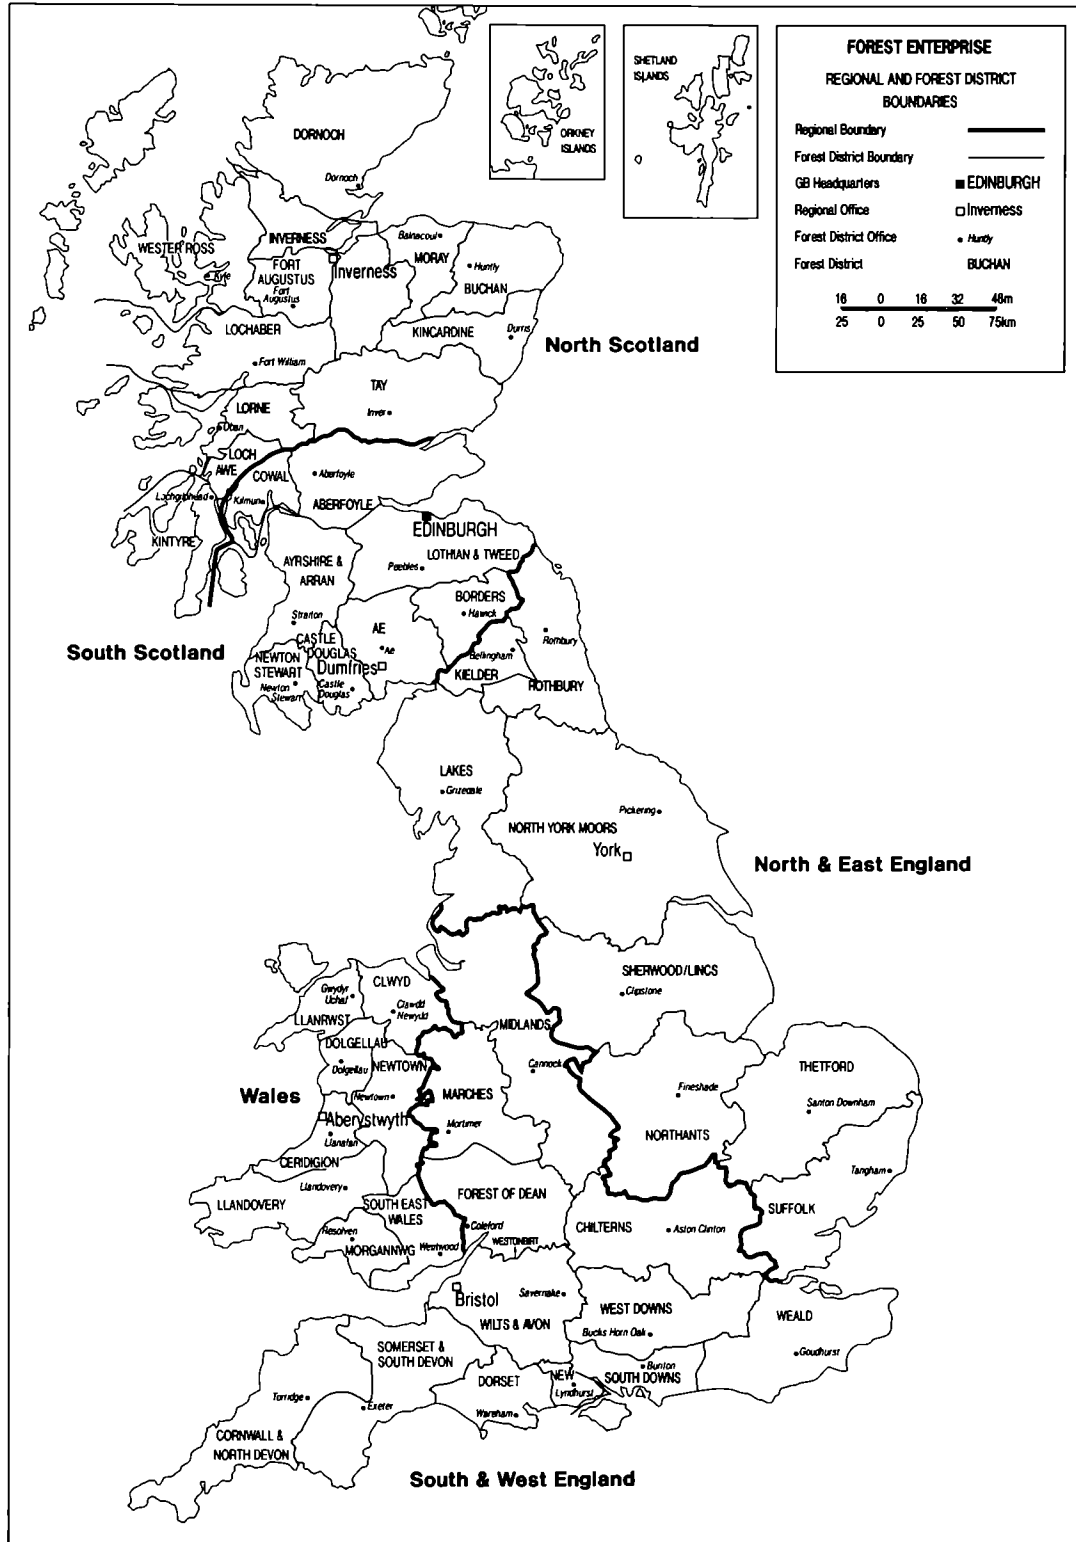 FOREST ENTERPRISE
REGIONAL AND FOREST DISTRICT
BOUNDARIES
Regional Boundary
Forest District Boundary
GB Headquarters
EDINBURGH
Regional Office
Inverness
Forest District Office
Huntly
Forest District
BUCHAN
16 0 16 32 48m
25 0 25 50 75km
ORKNEY
ISLANDS
SHETLAND
ISLANDS
DORNOCH
Dornoch
WESTER ROSS
Kyle
INVERNESS
Inverness
FORT
AUGUSTUS
Fort
Augustus
Balnacoul
MORAY
Huntly
BUCHAN
LOCHABER
Fort William
KINCARDINE
Durris
North Scotland
TAY
Inver
LORNE
Oban
LOCH
AWE
COWAL
Aberfoyle
ABERFOYLE
Lochgilphead
Kilmun
KINTYRE
EDINBURGH
LOTHIAN & TWEED
Peebles
AYRSHIRE &
ARRAN
Straiton
BORDERS
Hawick
AE
Ae
South Scotland
CASTLE
DOUGLAS
NEWTON
STEWART
Newton
Stewart
Dumfries
Castle
Douglas
Bellingham
KIELDER
Rothbury
ROTHBURY
LAKES
Grizedale
Pickering
NORTH YORK MOORS
York
North & East England
SHERWOOD/LINCS
Clipstone
CLWYD
Gwydyr
Uchaf
Clawdd
Newydd
LLANRWST
DOLGELLAU
Dolgellau
NEWTOWN
Newtown
MIDLANDS
Cannock
MARCHES
Mortimer
Wales
Aberystwyth
Llanafan
CERIDIGION
Llandovery
LLANDOVERY
SOUTH EAST
WALES
Resolven
MORGANNWG
Wentwood
THETFORD
Santon Downham
Fineshade
NORTHANTS
Tangham
SUFFOLK
FOREST OF DEAN
Coleford
WESTONBIRT
CHILTERNS
Aston Clinton
Bristol
Savernake
WILTS & AVON
WEST DOWNS
Bucks Horn Oak
WEALD
Goudhurst
SOMERSET &
SOUTH DEVON
DORSET
Wareham
NEW
Lyndhurst
Buriton
SOUTH DOWNS
Torridge
Exeter
CORNWALL &
NORTH DEVON
South & West England